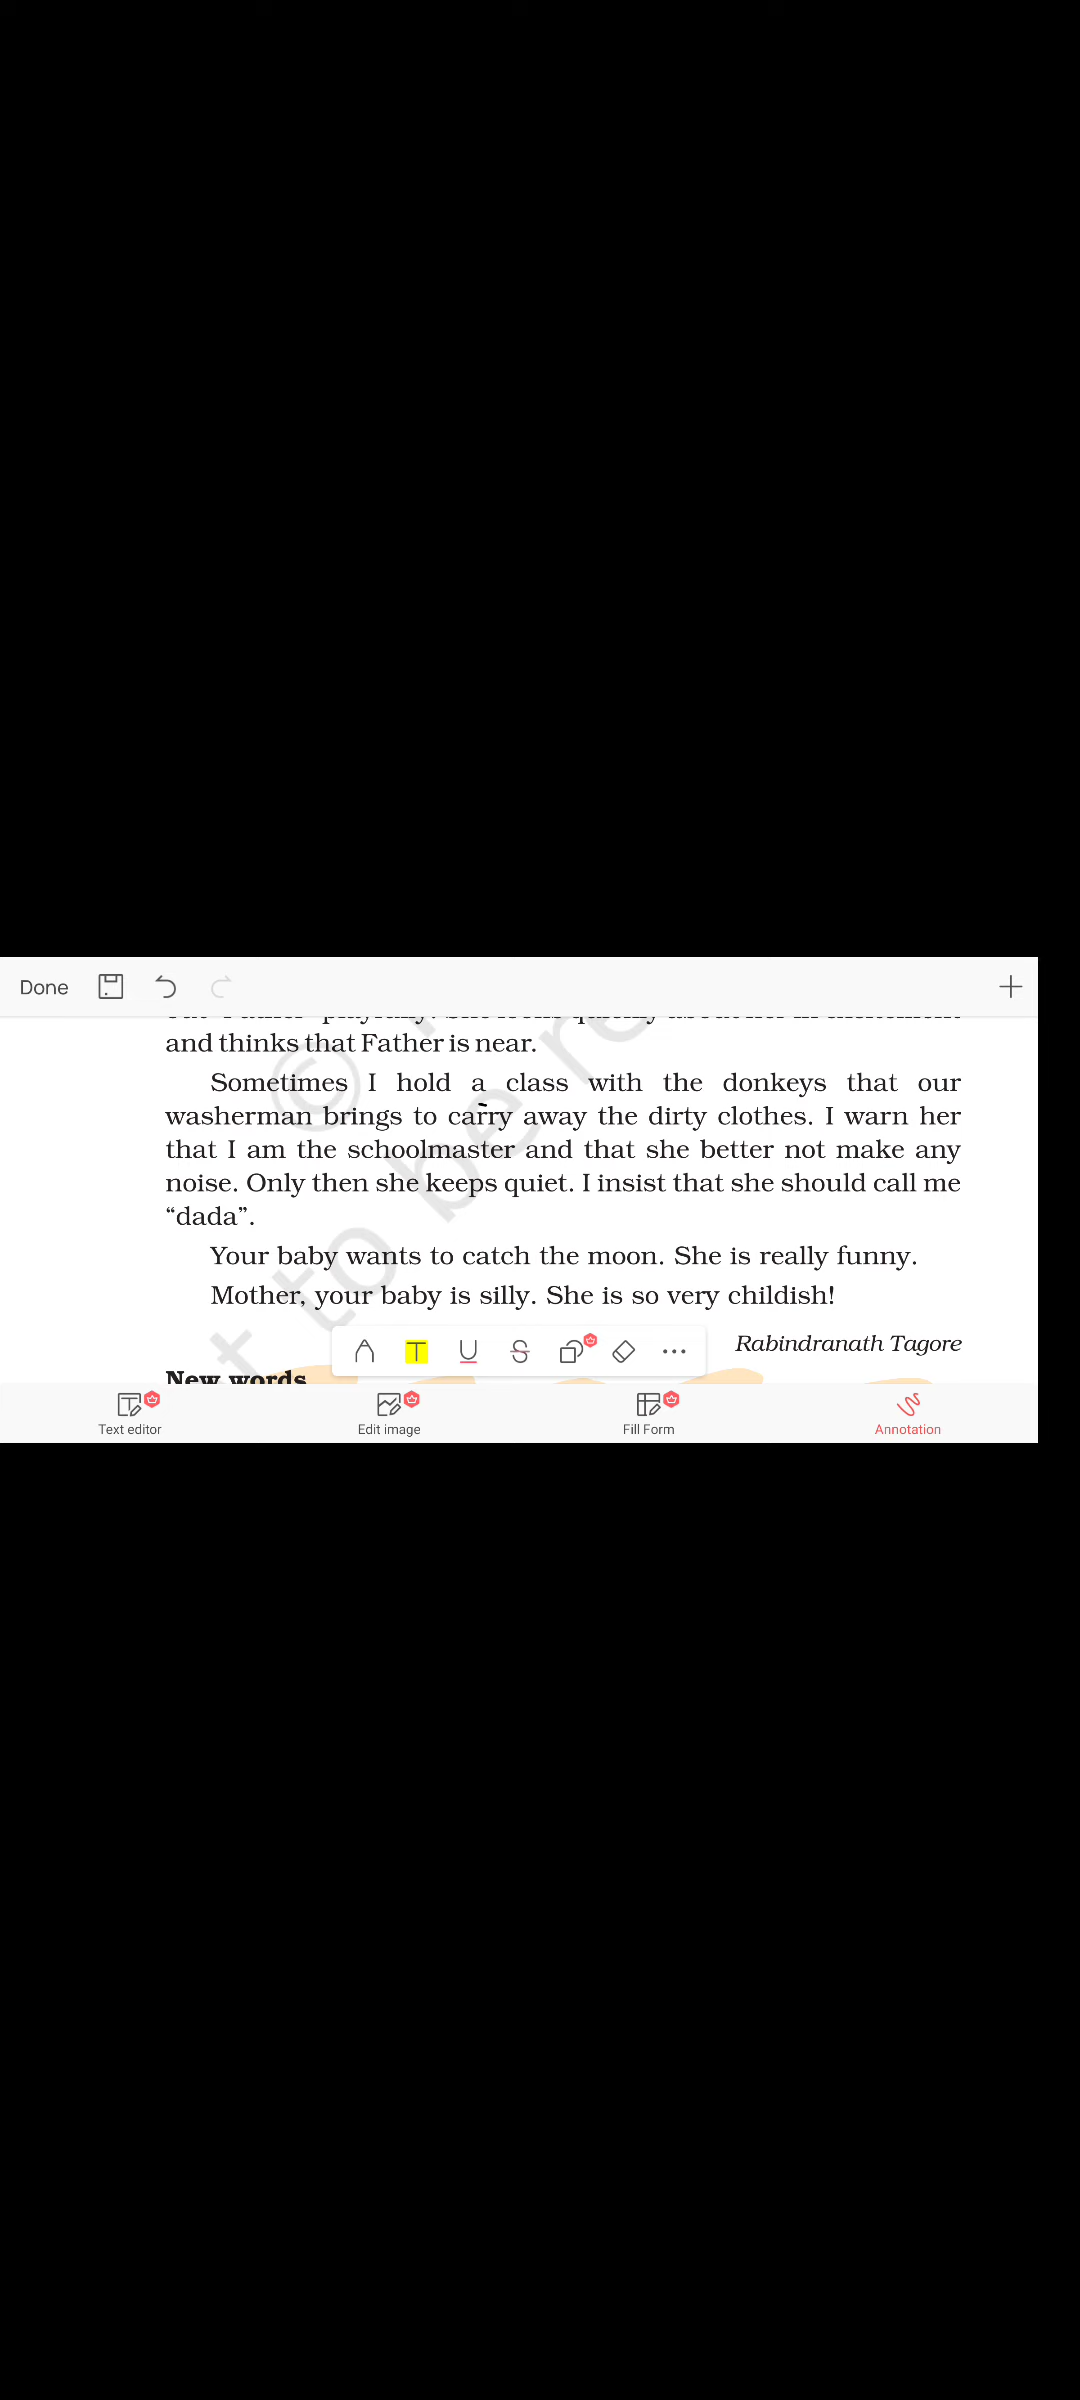 Done
and thinks that Father is near.
Sometimes I hold a class with the donkeys that our
washerman brings to carry away the dirty clothes. I warn her
that I am the schoolmaster and that she better not make any
noise. Only then she keeps quiet. I insist that she should call me
“dada”.
Your baby wants to catch the moon. She is really funny.
Mother, your baby is silly. She is so very childish!
Rabindranath Tagore
New words
Text editor Edit image Fill Form Annotation
© t to be re